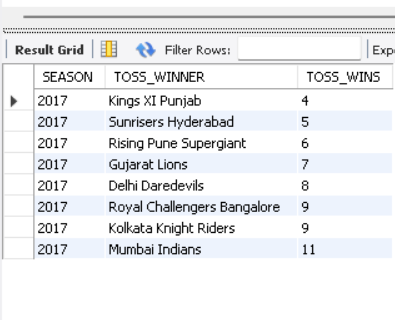 Result Grid Filter Rows: Exp
SEASON TOSS_WINNER TOSS_WINS
2017 Kings XI Punjab 4
2017 Sunrisers Hyderabad 5
2017 Rising Pune Supergiant 6
2017 Gujarat Lions 7
2017 Delhi Daredevils 8
2017 Royal Challengers Bangalore 9
2017 Kolkata Knight Riders 9
2017 Mumbai Indians 11